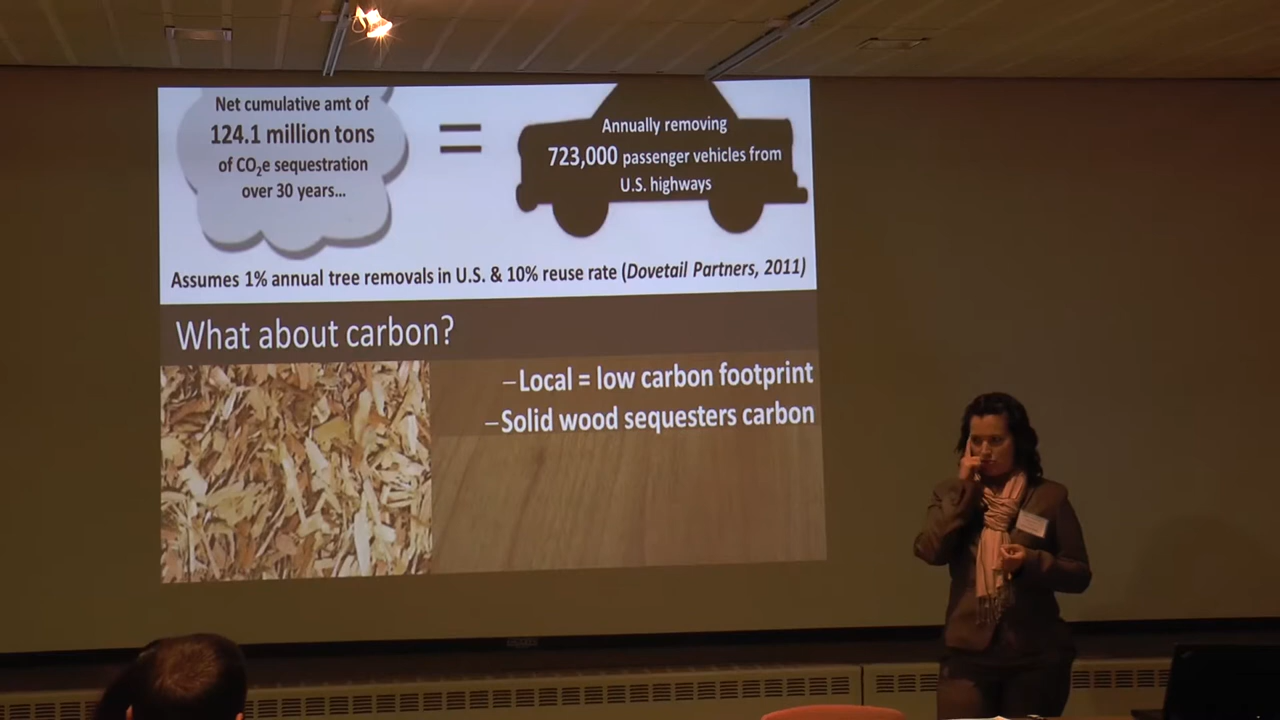 Net cumulative amt of
124.1 million tons
of CO₂e sequestration
over 30 years...
=
Annually removing
723,000 passenger vehicles from
U.S. highways
Assumes 1% annual tree removals in U.S. & 10% reuse rate (Dovetail Partners, 2011)
What about carbon?
–Local = low carbon footprint
–Solid wood sequesters carbon